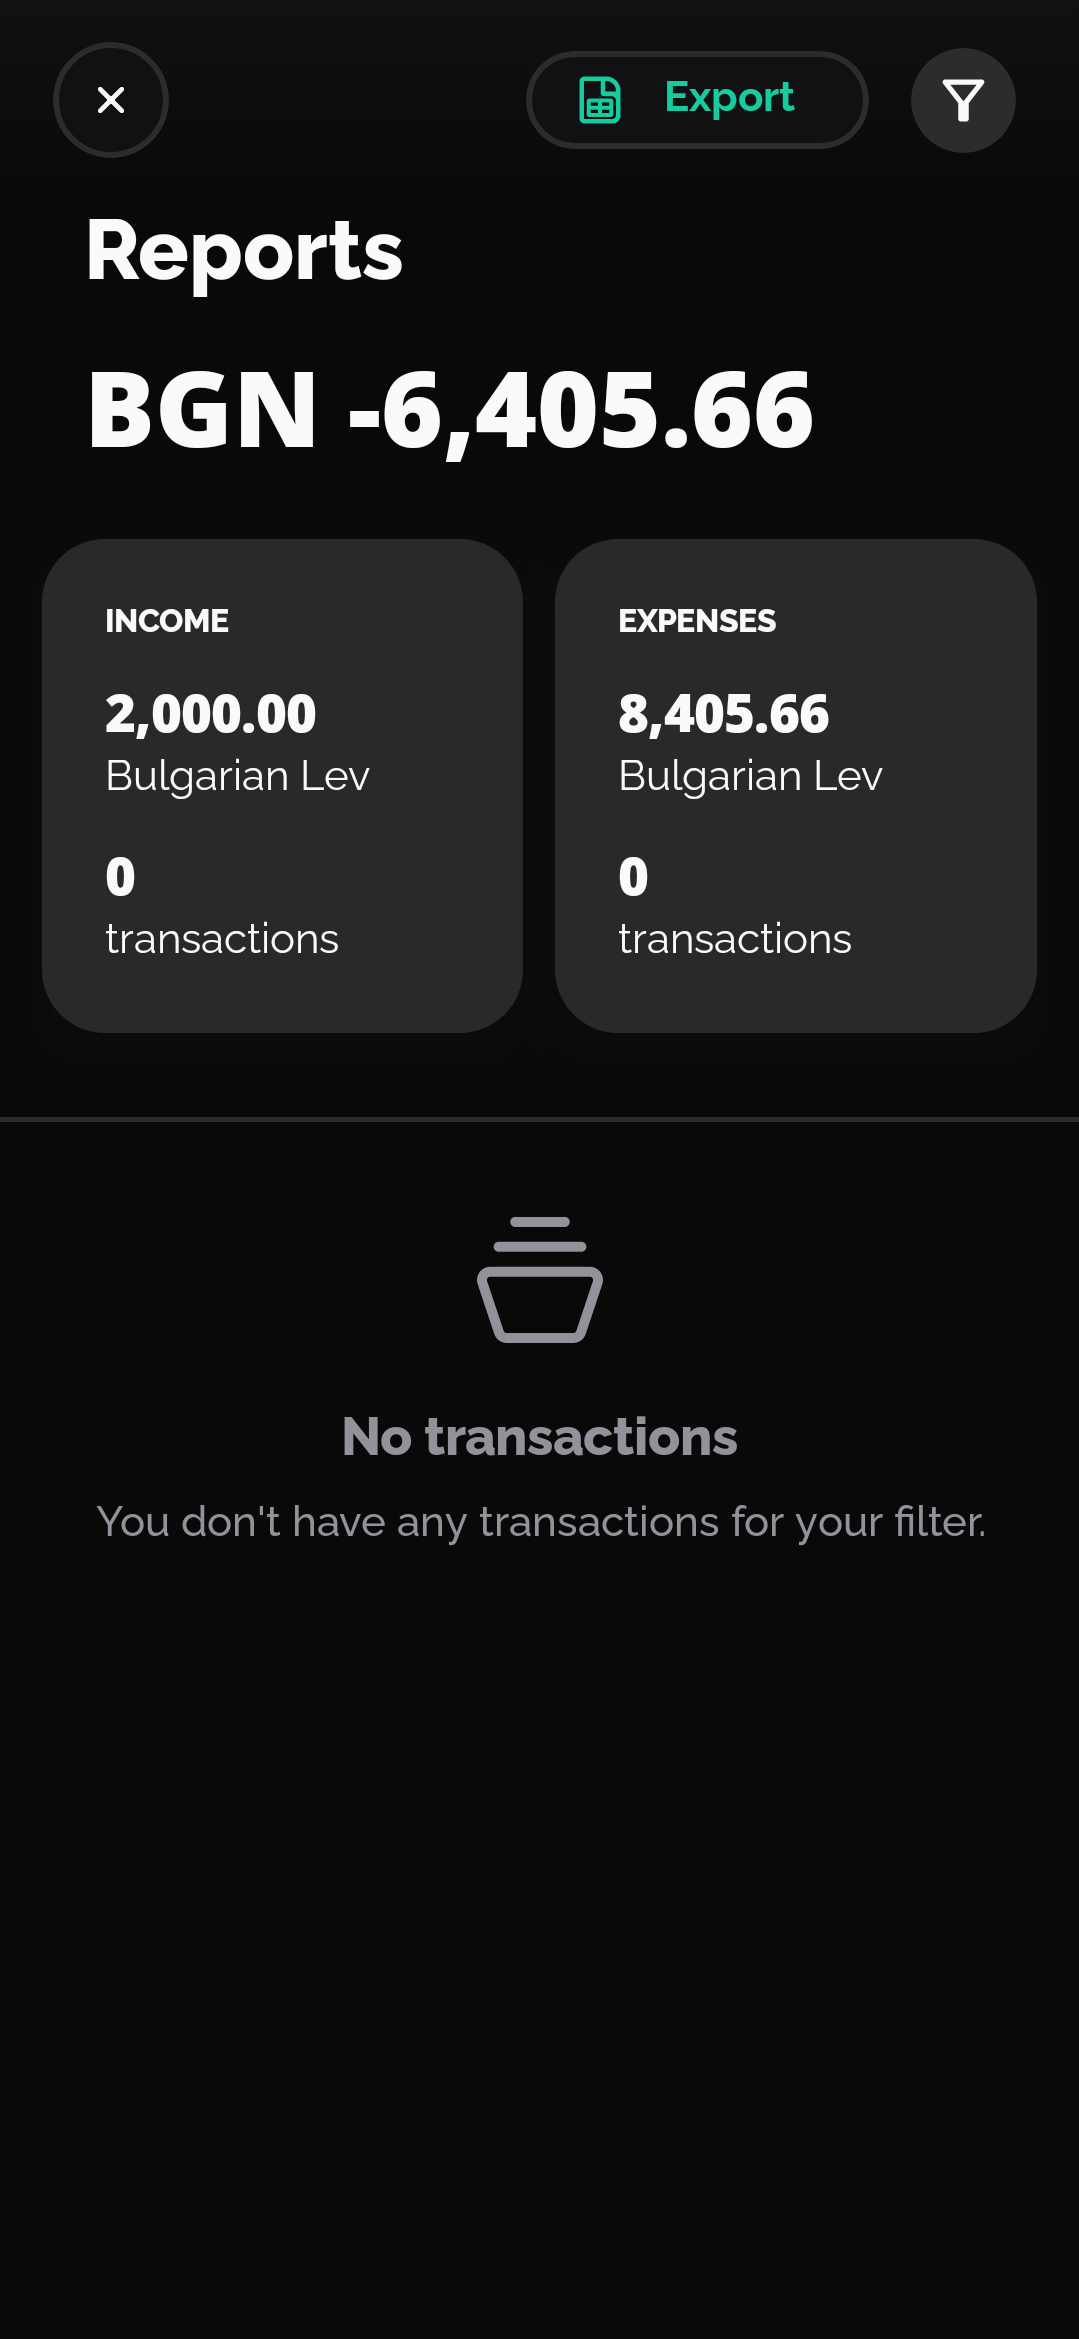 Export
Reports
BGN -6,405.66
INCOME
2,000.00
Bulgarian Lev
0
transactions
EXPENSES
8,405.66
Bulgarian Lev
0
transactions
No transactions
You don't have any transactions for your filter.